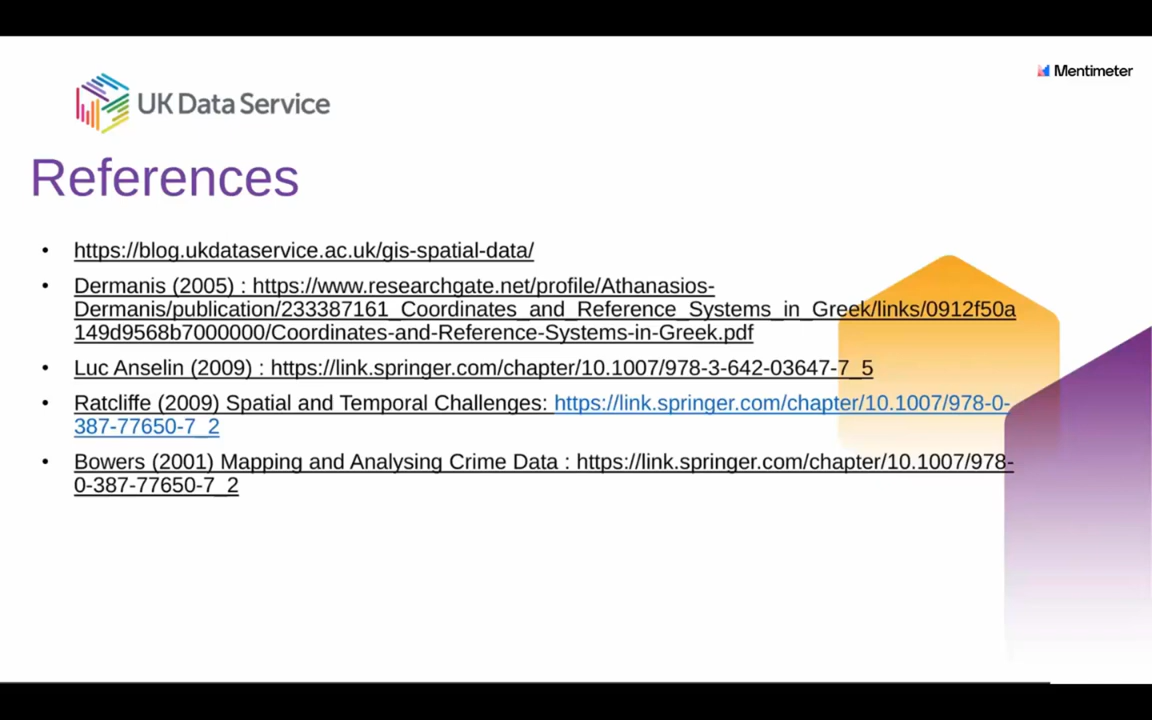 Mentimeter
UK Data Service
References
• https://blog.ukdataservice.ac.uk/gis-spatial-data/
• Dermanis (2005) : https://www.researchgate.net/profile/Athanasios-
Dermanis/publication/233387161_Coordinates_and_Reference_Systems_in_Greek/links/0912f50a
149d9568b7000000/Coordinates-and-Reference-Systems-in-Greek.pdf
• Luc Anselin (2009) : https://link.springer.com/chapter/10.1007/978-3-642-03647-7_5
• Ratcliffe (2009) Spatial and Temporal Challenges: https://link.springer.com/chapter/10.1007/978-0-
387-77650-7_2
• Bowers (2001) Mapping and Analysing Crime Data : https://link.springer.com/chapter/10.1007/978-
0-387-77650-7_2